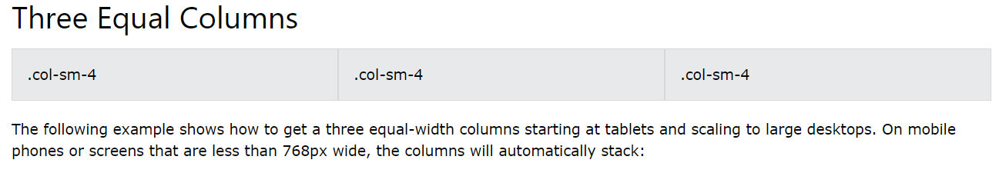 Three Equal Columns
.col-sm-4 .col-sm-4 .col-sm-4
The following example shows how to get a three equal-width columns starting at tablets and scaling to large desktops. On mobile
phones or screens that are less than 768px wide, the columns will automatically stack: